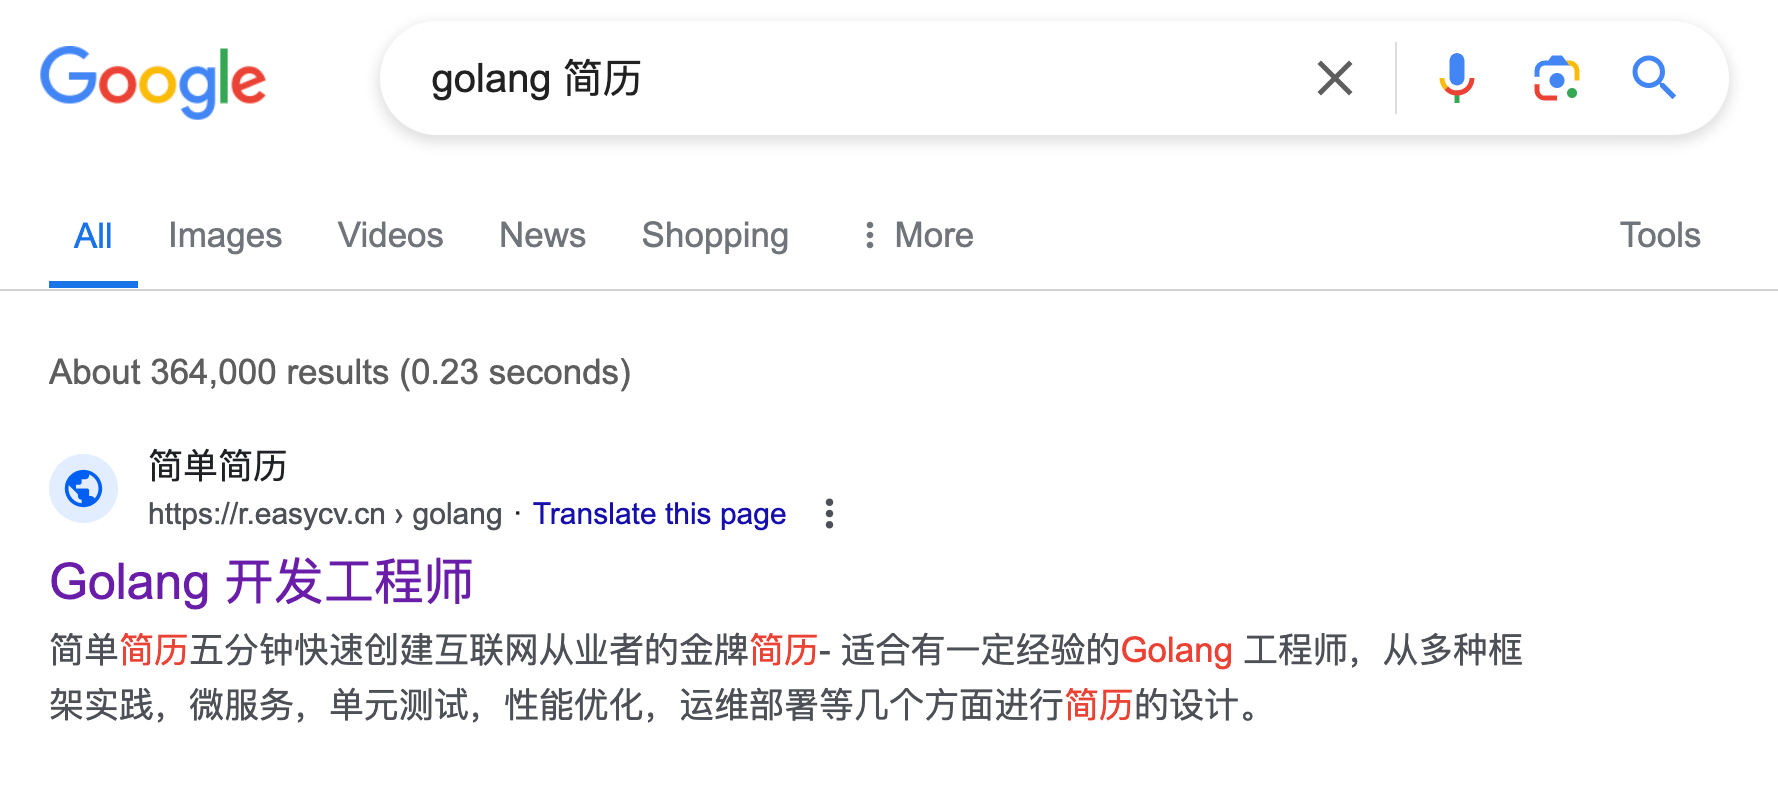 Google
golang 简历
All Images Videos News Shopping More Tools
About 364,000 results (0.23 seconds)
简单简历
https://r.easycv.cn › golang · Translate this page
Golang 开发工程师
简单简历五分钟快速创建互联网从业者的金牌简历- 适合有一定经验的Golang 工程师，从多种框
架实践，微服务，单元测试，性能优化，运维部署等几个方面进行简历的设计。